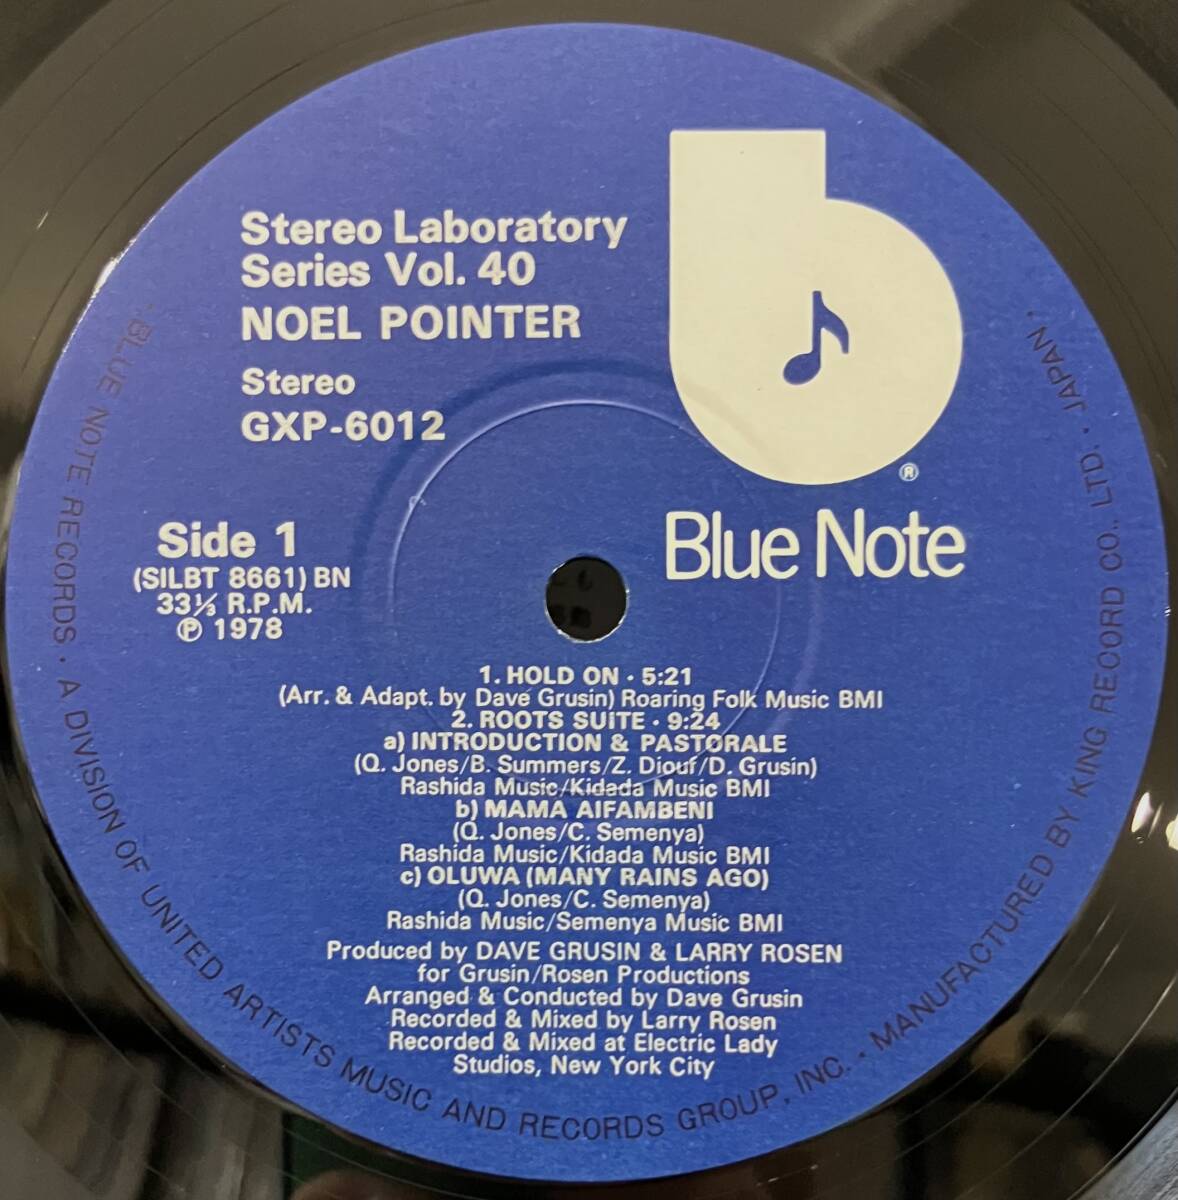 Stereo Laboratory
Series Vol. 40
NOEL POINTER
Stereo
GXP-6012
®
Blue Note
Side 1
(SILBT 8661) BN
33⅓ R.P.M.
℗ 1978
1. HOLD ON · 5:21
(Arr. & Adapt. by Dave Grusin) Roaring Folk Music BMI
2. ROOTS SUITE · 9:24
a) INTRODUCTION & PASTORALE
(Q. Jones/B. Summers/Z. Diouf/D. Grusin)
Rashida Music/Kidada Music BMI
b) MAMA AIFAMBENI
(Q. Jones/C. Semenya)
Rashida Music/Kidada Music BMI
c) OLUWA (MANY RAINS AGO)
(Q. Jones/C. Semenya)
Rashida Music/Semenya Music BMI
Produced by DAVE GRUSIN & LARRY ROSEN
for Grusin/Rosen Productions
Arranged & Conducted by Dave Grusin
Recorded & Mixed by Larry Rosen
Recorded & Mixed at Electric Lady
Studios, New York City
· BLUE NOTE RECORDS · A DIVISION OF UNITED ARTISTS MUSIC AND RECORDS GROUP, INC. · MANUFACTURED BY KING RECORD CO., LTD. · JAPAN ·